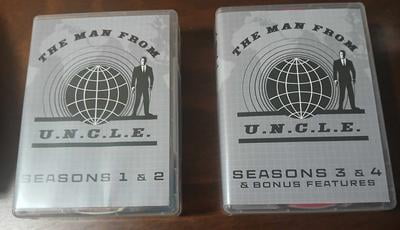 THE MAN FROM
U.N.C.L.E.
SEASONS 1 & 2
THE MAN FROM
U.N.C.L.E.
SEASONS 3 & 4
& BONUS FEATURES